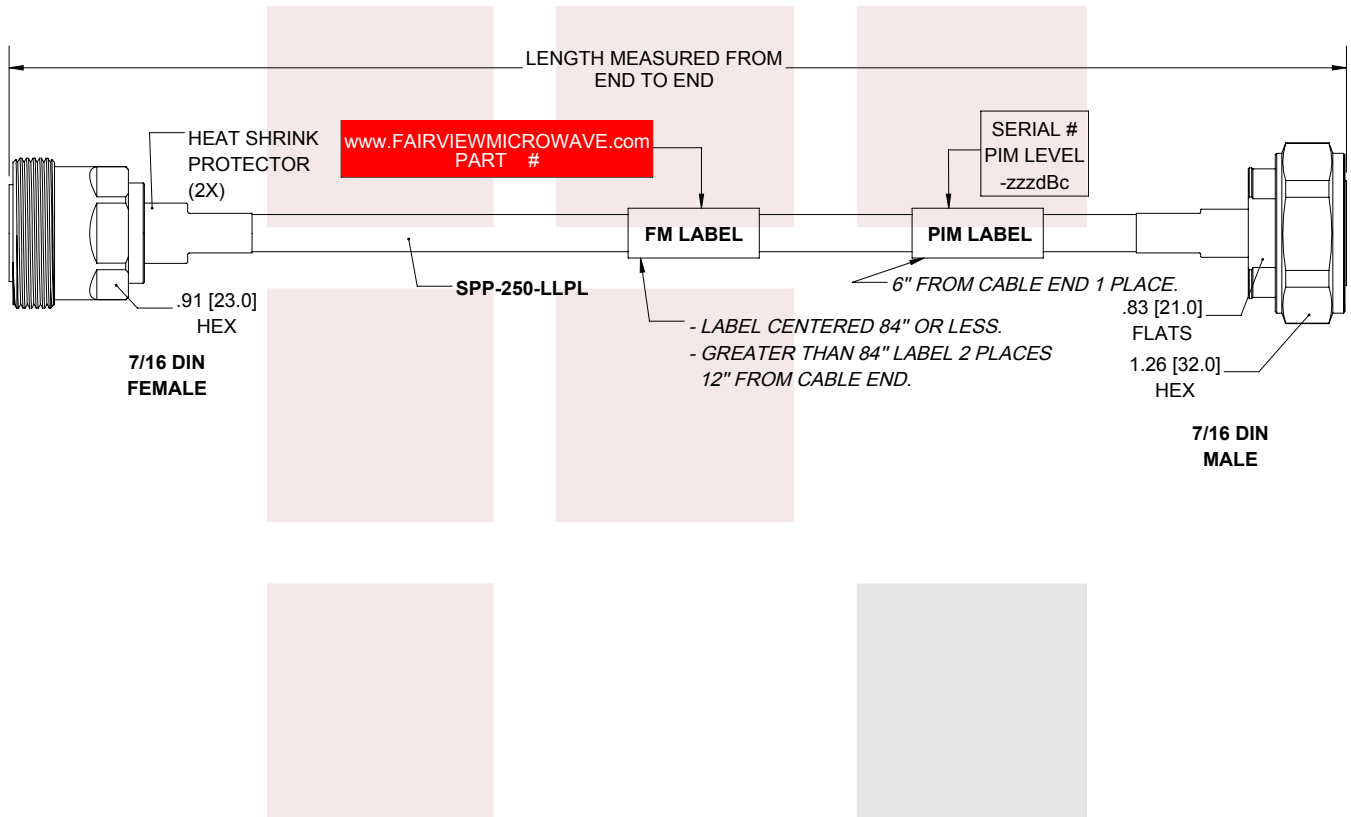 LENGTH MEASURED FROM
END TO END
HEAT SHRINK
PROTECTOR
(2X)
www.FAIRVIEWMICROWAVE.com
PART #
SERIAL #
PIM LEVEL
-zzzdBc
FM LABEL
PIM LABEL
SPP-250-LLPL
6" FROM CABLE END 1 PLACE.
.91 [23.0]
HEX
7/16 DIN
FEMALE
- LABEL CENTERED 84" OR LESS.
- GREATER THAN 84" LABEL 2 PLACES
12" FROM CABLE END.
.83 [21.0]
FLATS
1.26 [32.0]
HEX
7/16 DIN
MALE